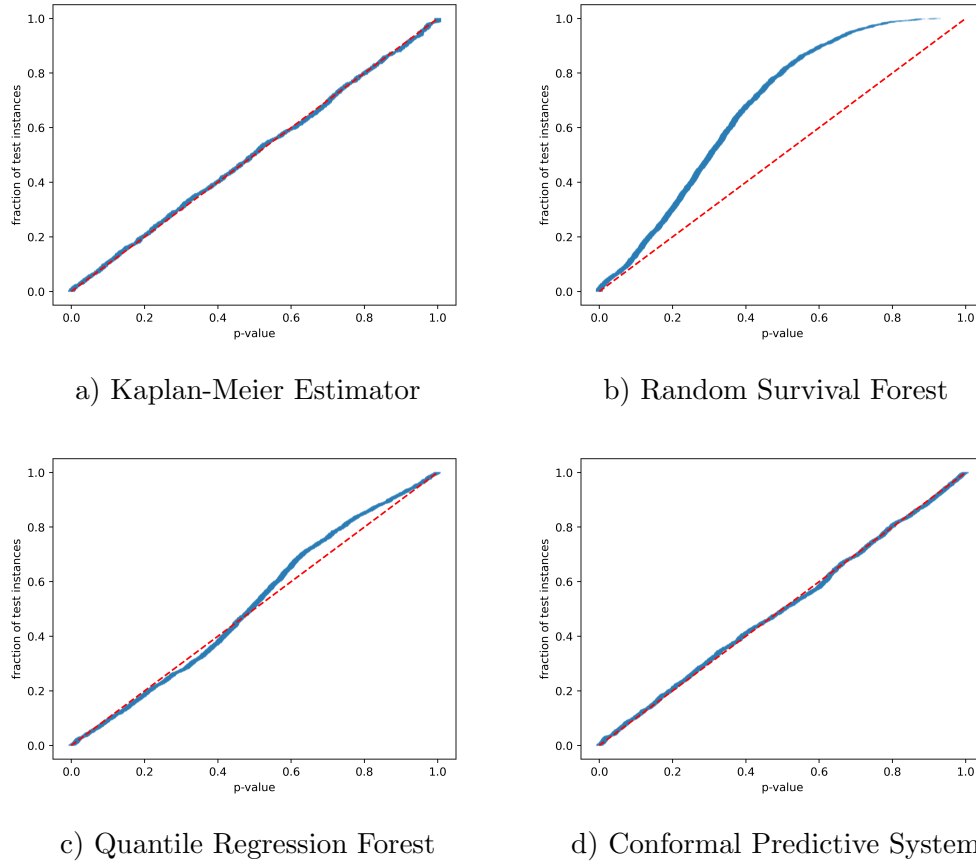 1.0
0.8
0.6
0.4
0.2
0.0
fraction of test instances
0.0 0.2 0.4 0.6 0.8 1.0
p-value
a) Kaplan-Meier Estimator
1.0
0.8
0.6
0.4
0.2
0.0
fraction of test instances
0.0 0.2 0.4 0.6 0.8 1.0
p-value
b) Random Survival Forest
1.0
0.8
0.6
0.4
0.2
0.0
fraction of test instances
0.0 0.2 0.4 0.6 0.8 1.0
p-value
c) Quantile Regression Forest
1.0
0.8
0.6
0.4
0.2
0.0
fraction of test instances
0.0 0.2 0.4 0.6 0.8 1.0
p-value
d) Conformal Predictive System